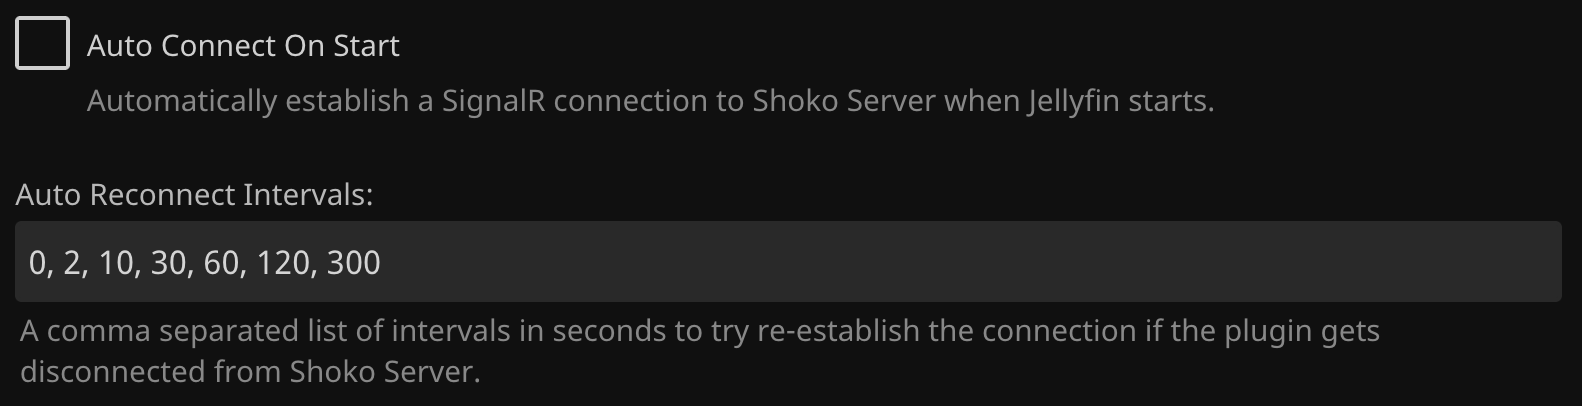 Auto Connect On Start
Automatically establish a SignalR connection to Shoko Server when Jellyfin starts.
Auto Reconnect Intervals:
0, 2, 10, 30, 60, 120, 300
A comma separated list of intervals in seconds to try re-establish the connection if the plugin gets
disconnected from Shoko Server.